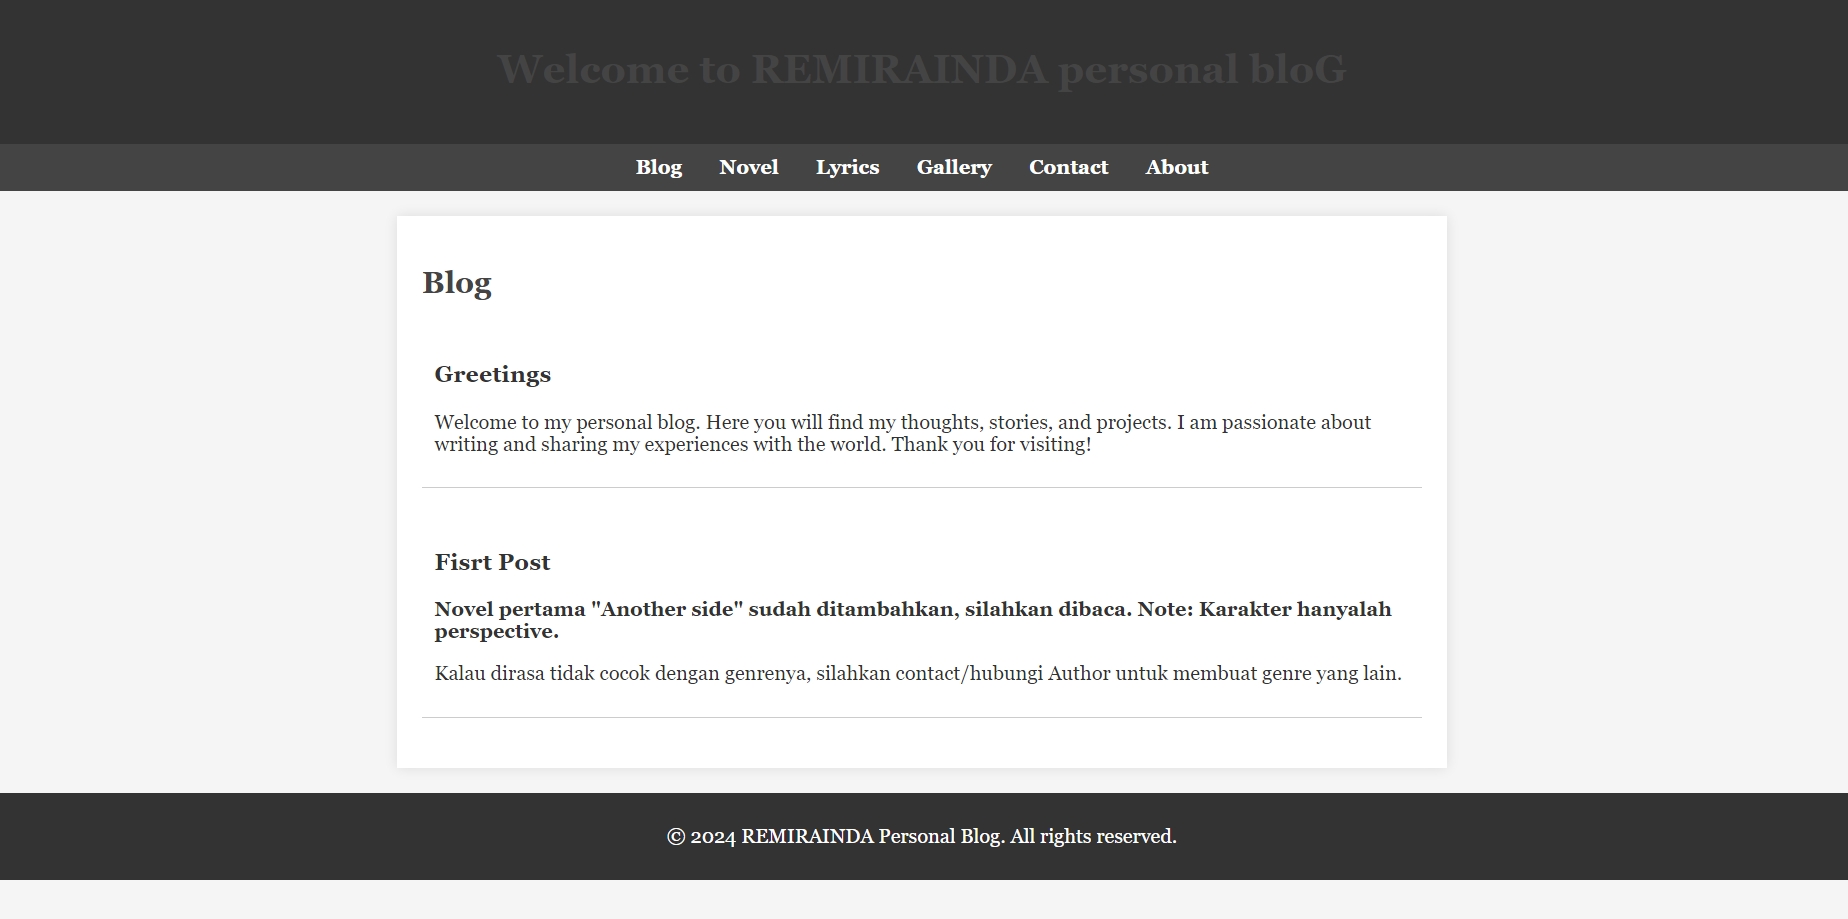 Welcome to REMIRAINDA personal bloG
Blog Novel Lyrics Gallery Contact About
Blog
Greetings
Welcome to my personal blog. Here you will find my thoughts, stories, and projects. I am passionate about
writing and sharing my experiences with the world. Thank you for visiting!
Fisrt Post
Novel pertama "Another side" sudah ditambahkan, silahkan dibaca. Note: Karakter hanyalah
perspective.
Kalau dirasa tidak cocok dengan genrenya, silahkan contact/hubungi Author untuk membuat genre yang lain.
© 2024 REMIRAINDA Personal Blog. All rights reserved.